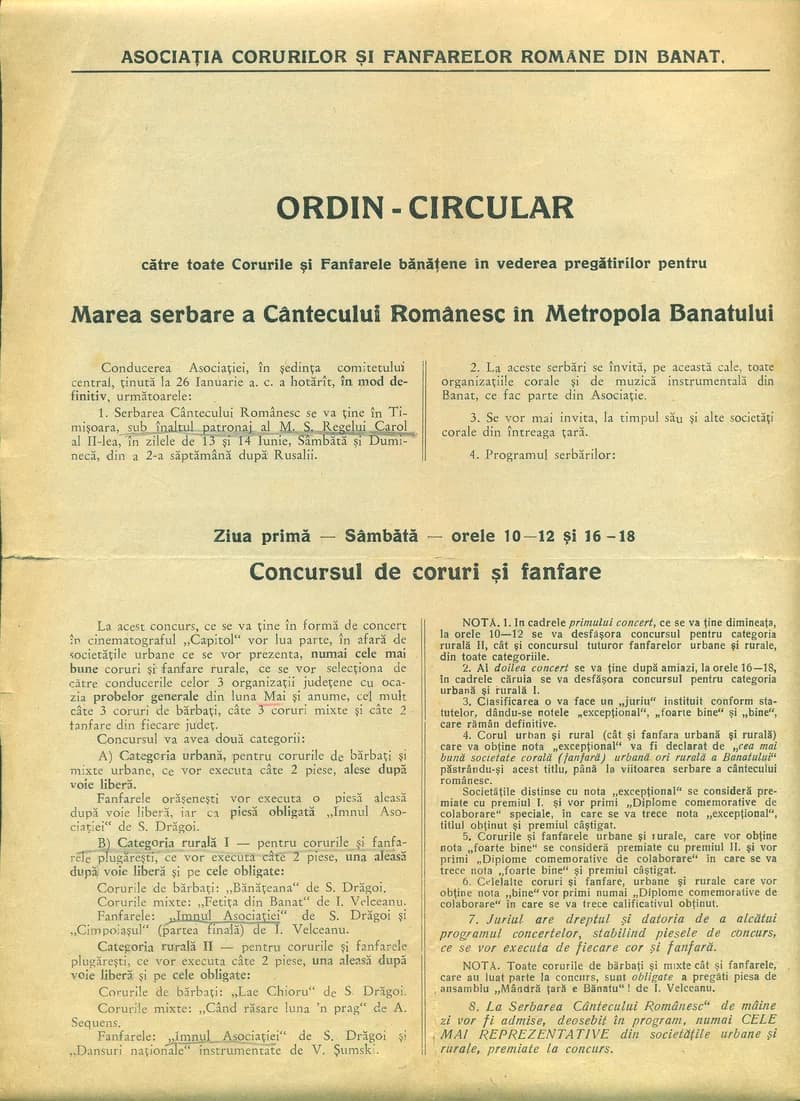 ASOCIAȚIA CORURILOR ȘI FANFARELOR ROMÂNE DIN BANAT.
ORDIN - CIRCULAR
către toate Corurile și Fanfarele bănățene în vederea pregătirilor pentru
Marea serbare a Cântecului Românesc în Metropola Banatului
Conducerea Asociației, în ședința comitetului
central, ținută la 26 Ianuarie a. c. a hotărît, în mod de-
finitiv, următoarele:
1. Serbarea Cântecului Românesc se va ține în Ti-
mișoara, sub înaltul patronaj al M. S. Regelui Carol
al II-lea, în zilele de 13 și 14 Iunie, Sâmbătă și Dumi-
necă, din a 2-a săptămână după Rusalii.
2. La aceste serbări se învită, pe această cale, toate
organizațiile corale și de muzică instrumentală din
Banat, ce fac parte din Asociație.
3. Se vor mai invita, la timpul său și alte societăți
corale din întreaga țară.
4. Programul serbărilor:
Ziua primă — Sâmbătă — orele 10—12 și 16-18
Concursul de coruri și fanfare
La acest concurs, ce se va ține în formă de concert
în cinematograful „Capitol" vor lua parte, în afară de
societățile urbane ce se vor prezenta, numai cele mai
bune coruri și fanfare rurale, ce se vor selecționa de
către conducerile celor 3 organizații județene cu oca-
zia probelor generale din luna Mai și anume, cel mult
câte 3 coruri de bărbați, câte 3 coruri mixte și câte 2
fanfare din fiecare județ.
Concursul va avea două categorii:
A) Categoria urbană, pentru corurile de bărbați și
mixte urbane, ce vor executa câte 2 piese, alese după
voie liberă.
Fanfarele orășenești vor executa o piesă aleasă
după voie liberă, iar ca piesă obligată „Imnul Aso-
ciației" de S. Drăgoi.
B) Categoria rurală I — pentru corurile și fanfa-
rele plugărești, ce vor executa câte 2 piese, una aleasă
după voie liberă și pe cele obligate:
Corurile de bărbați: „Bănățeana" de S. Drăgoi.
Corurile mixte: „Fetița din Banat" de I. Velceanu.
Fanfarele: „Imnul Asociației" de S. Drăgoi și
„Cimpoiașul" (partea finală) de I. Velceanu.
Categoria rurală II — pentru corurile și fanfarele
plugărești, ce vor executa câte 2 piese, una aleasă după
voie liberă și pe cele obligate:
Corurile de bărbați: „Lae Chioru" de S. Drăgoi.
Corurile mixte: „Când răsare luna 'n prag" de A.
Sequens.
Fanfarele: „Imnul Asociației" de S. Drăgoi și
„Dansuri naționale" instrumentate de V. Șumski.
NOTĂ. 1. In cadrele primului concert, ce se va ține dimineața,
la orele 10—12 se va desfășora concursul pentru categoria
rurală II, cât și concursul tuturor fanfarelor urbane și rurale,
din toate categoriile.
2. Al doilea concert se va ține după amiazi, la orele 16—18,
în cadrele căruia se va desfășora concursul pentru categoria
urbană și rurală I.
3. Clasificarea o va face un „juriu" instituit conform sta-
tutelor, dându-se notele „excepțional", „foarte bine" și „bine",
care rămân definitive.
4. Corul urban și rural (cât și fanfara urbană și rurală)
care va obține nota „excepțional" va fi declarat de „cea mai
bună societate corală (fanfară) urbană ori rurală a Banatului"
păstrându-și acest titlu, până la viitoarea serbare a cântecului
românesc.
Societățile distinse cu nota „excepțional" se consideră pre-
miate cu premiul I. și vor primi „Diplome comemorative de
colaborare" speciale, în care se va trece nota „excepțional",
titlul obținut și premiul câștigat.
5. Corurile și fanfarele urbane și rurale, care vor obține
nota „foarte bine" se consideră premiate cu premiul II. și vor
primi „Diplome comemorative de colaborare" în care se va
trece nota „foarte bine" și premiul câștigat.
6. Celelalte coruri și fanfare, urbane și rurale care vor
obține nota „bine" vor primi numai „Diplome comemorative de
colaborare" în care se va trece calificativul obținut.
7. Juriul are dreptul și datoria de a alcătui
programul concertelor, stabilind piesele de concurs,
ce se vor executa de fiecare cor și fanfară.
NOTĂ. Toate corurile de bărbați și mixte cât și fanfarele,
care au luat parte la concurs, sunt obligate a pregăti piesa de
ansamblu „Mândră țară e Bănatu" ! de I. Velceanu.
8. La Serbarea Cântecului Românesc" de mâine
zi vor fi admise, deosebit în program, numai CELE
MAI REPREZENTATIVE din societățile urbane și
rurale, premiate la concurs.